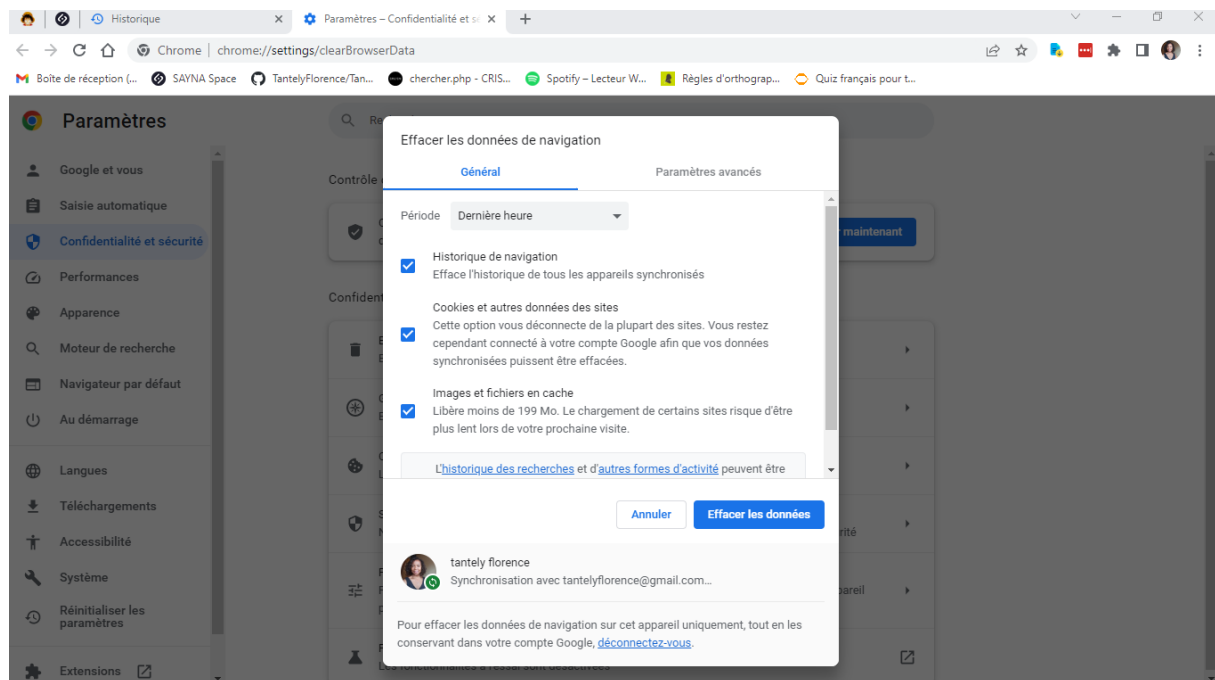 Historique
Paramètres – Confidentialité et sé
Chrome | chrome://settings/clearBrowserData
Boîte de réception (... SAYNA Space TantelyFlorence/Tan... chercher.php - CRIS... Spotify – Lecteur W... Règles d'orthograp... Quiz français pour t...
Paramètres
Re
Google et vous
Saisie automatique
Confidentialité et sécurité
Performances
Apparence
Moteur de recherche
Navigateur par défaut
Au démarrage
Langues
Téléchargements
Accessibilité
Système
Réinitialiser les
paramètres
Extensions
Contrôle
maintenant
Confident
rité
pareil
Les fonctionnalités à l'essai sont désactivées
Effacer les données de navigation
Général Paramètres avancés
Période Dernière heure
Historique de navigation
Efface l'historique de tous les appareils synchronisés
Cookies et autres données des sites
Cette option vous déconnecte de la plupart des sites. Vous restez
cependant connecté à votre compte Google afin que vos données
synchronisées puissent être effacées.
Images et fichiers en cache
Libère moins de 199 Mo. Le chargement de certains sites risque d'être
plus lent lors de votre prochaine visite.
L'historique des recherches et d'autres formes d'activité peuvent être
Annuler Effacer les données
tantely florence
Synchronisation avec tantelyflorence@gmail.com...
Pour effacer les données de navigation sur cet appareil uniquement, tout en les
conservant dans votre compte Google, déconnectez-vous.